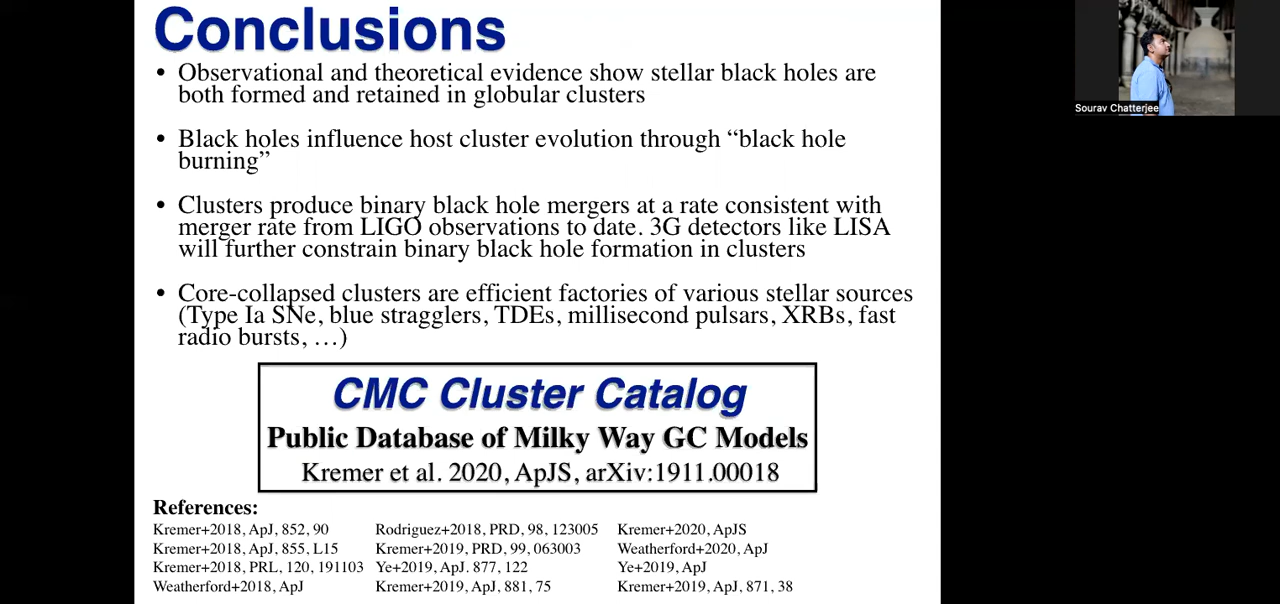 Conclusions
• Observational and theoretical evidence show stellar black holes are
both formed and retained in globular clusters
• Black holes influence host cluster evolution through “black hole
burning”
• Clusters produce binary black hole mergers at a rate consistent with
merger rate from LIGO observations to date. 3G detectors like LISA
will further constrain binary black hole formation in clusters
• Core-collapsed clusters are efficient factories of various stellar sources
(Type Ia SNe, blue stragglers, TDEs, millisecond pulsars, XRBs, fast
radio bursts, …)
CMC Cluster Catalog
Public Database of Milky Way GC Models
Kremer et al. 2020, ApJS, arXiv:1911.00018
References:
Kremer+2018, ApJ, 852, 90
Kremer+2018, ApJ, 855, L15
Kremer+2018, PRL, 120, 191103
Weatherford+2018, ApJ
Rodriguez+2018, PRD, 98, 123005
Kremer+2019, PRD, 99, 063003
Ye+2019, ApJ. 877, 122
Kremer+2019, ApJ, 881, 75
Kremer+2020, ApJS
Weatherford+2020, ApJ
Ye+2019, ApJ
Kremer+2019, ApJ, 871, 38
Sourav Chatterjee